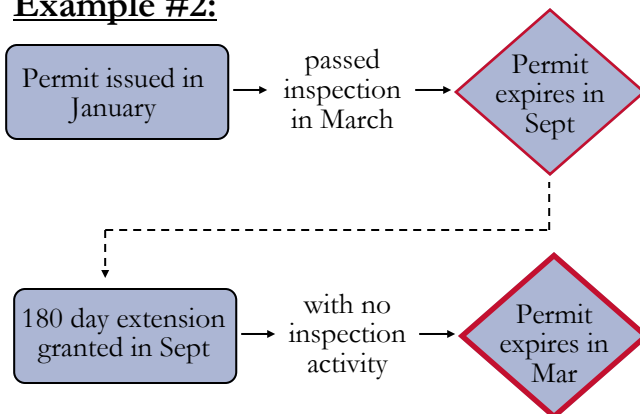 Example #2:
Permit issued in
January
passed
inspection
in March
Permit
expires in
Sept
180 day extension
granted in Sept
with no
inspection
activity
Permit
expires in
Mar